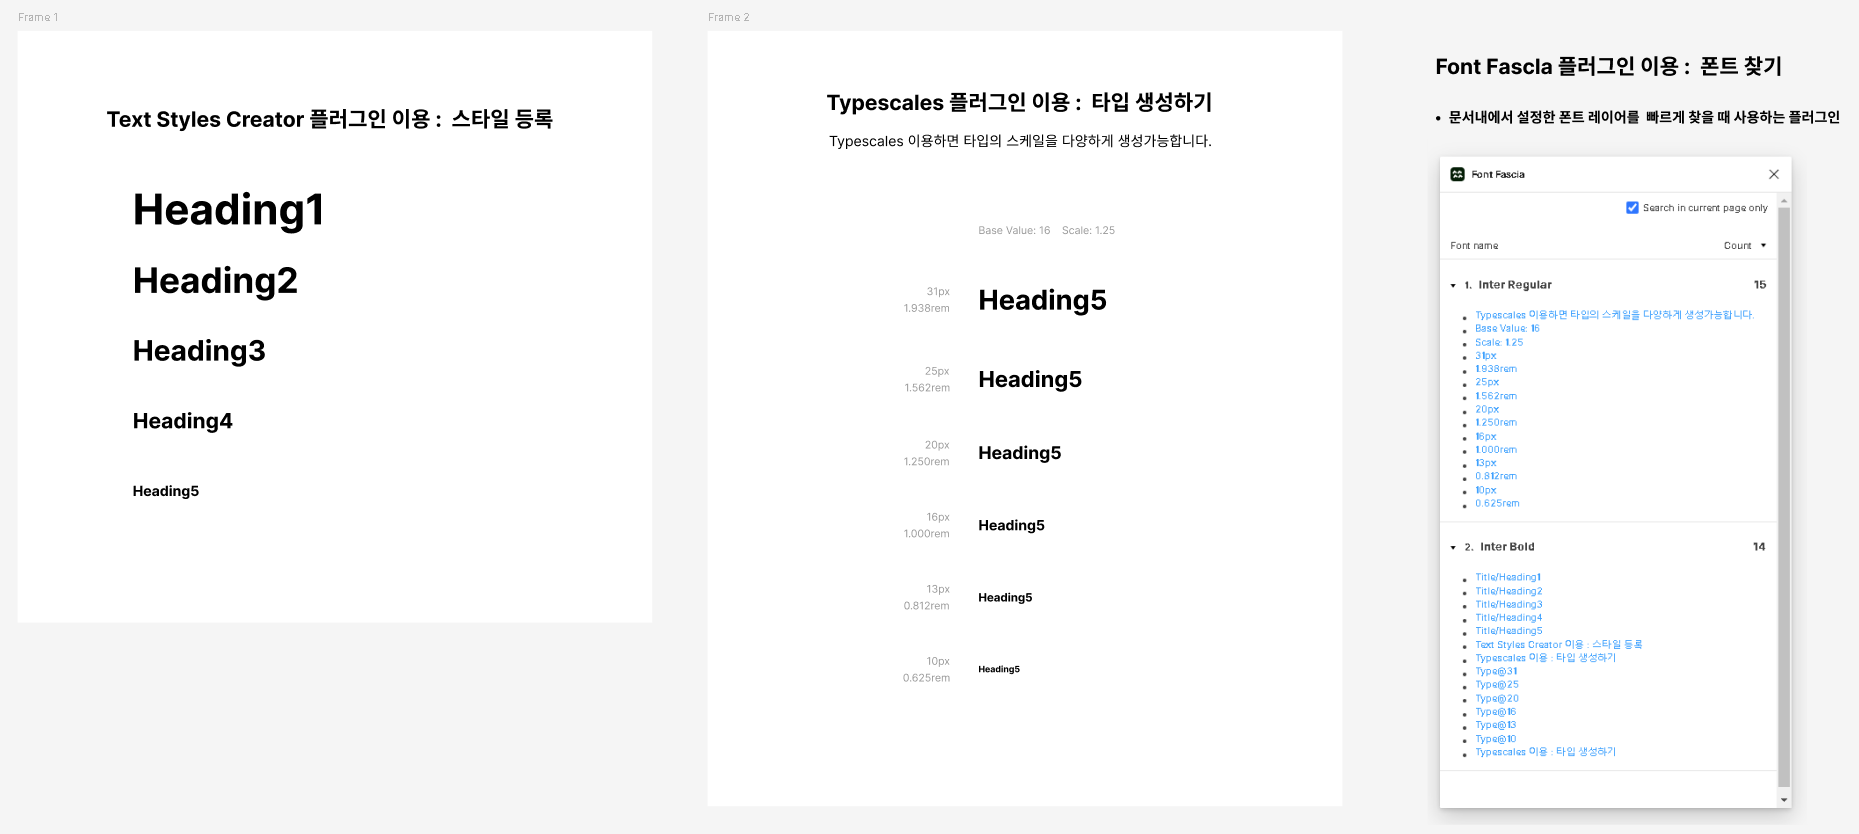 Frame 1
Text Styles Creator 플러그인 이용 : 스타일 등록
Heading1
Heading2
Heading3
Heading4
Heading5
Frame 2
Typescales 플러그인 이용 : 타입 생성하기
Typescales 이용하면 타입의 스케일을 다양하게 생성가능합니다.
Base Value: 16 Scale: 1.25
31px
1.938rem
Heading5
25px
1.562rem
Heading5
20px
1.250rem
Heading5
16px
1.000rem
Heading5
13px
0.812rem
Heading5
10px
0.625rem
Heading5
Font Fascla 플러그인 이용 : 폰트 찾기
• 문서내에서 설정한 폰트 레이어를 빠르게 찾을 때 사용하는 플러그인
Font Fascia
Search in current page only
Font name Count
1. Inter Regular 15
Typescales 이용하면 타입의 스케일을 다양하게 생성가능합니다.
Base Value: 16
Scale: 1.25
31px
1.938rem
25px
1.562rem
20px
1.250rem
16px
1.000rem
13px
0.812rem
10px
0.625rem
2. Inter Bold 14
Title/Heading1
Title/Heading2
Title/Heading3
Title/Heading4
Title/Heading5
Text Styles Creator 이용 : 스타일 등록
Typescales 이용 : 타입 생성하기
Type@31
Type@25
Type@20
Type@16
Type@13
Type@10
Typescales 이용 : 타입 생성하기